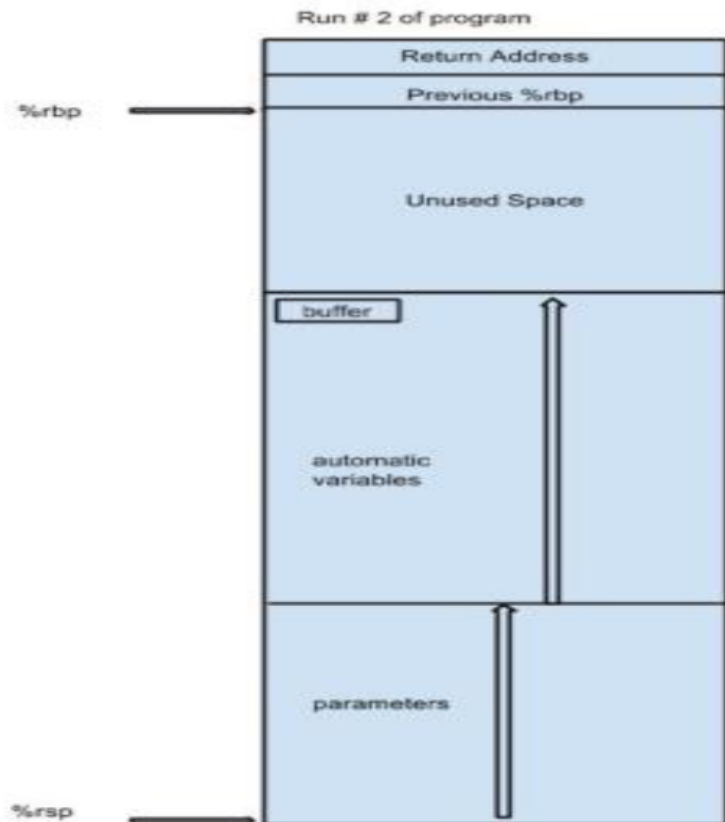 Run # 2 of program
Return Address
Previous %rbp
%rbp
Unused Space
buffer
automatic
variables
parameters
%rsp